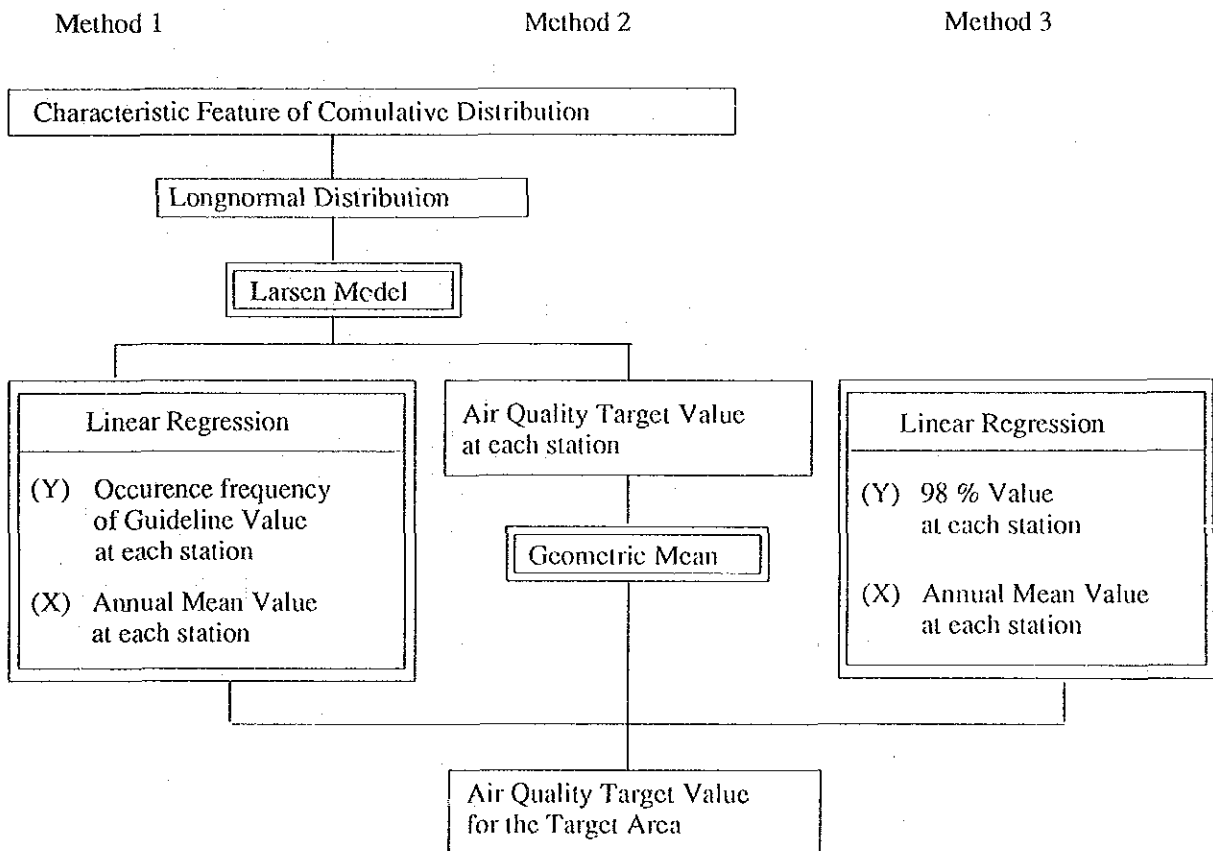 Method 1
Method 2
Method 3
Characteristic Feature of Comulative Distribution
Longnormal Distribution
Larsen Model
Linear Regression
(Y) Occurence frequency
of Guideline Value
at each station
(X) Annual Mean Value
at each station
Air Quality Target Value
at each station
Geometric Mean
Linear Regression
(Y) 98 % Value
at each station
(X) Annual Mean Value
at each station
Air Quality Target Value
for the Target Area